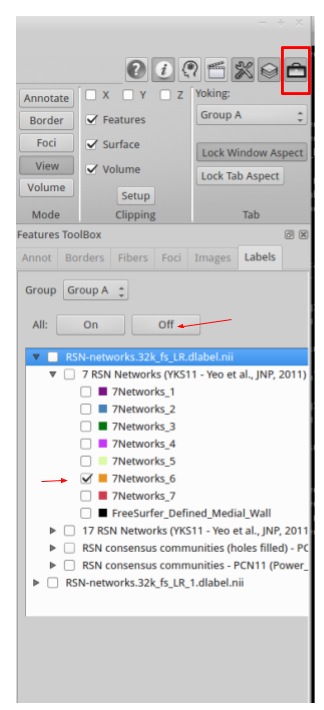 Annotate X Y Z Yoking:
Border Features Group A
Foci Surface Lock Window Aspect
View Volume Lock Tab Aspect
Volume Setup
Mode Clipping Tab
Features ToolBox
Annot Borders Fibers Foci Images Labels
Group Group A
All: On Off
RSN-networks.32k_fs_LR.dlabel.nii
7 RSN Networks (YKS11 - Yeo et al., JNP, 2011)
7Networks_1
7Networks_2
7Networks_3
7Networks_4
7Networks_5
7Networks_6
7Networks_7
FreeSurfer_Defined_Medial_Wall
17 RSN Networks (YKS11 - Yeo et al., JNP, 2011
RSN consensus communities (holes filled) - PC
RSN consensus communities - PCN11 (Power_
RSN-networks.32k_fs_LR_1.dlabel.nii